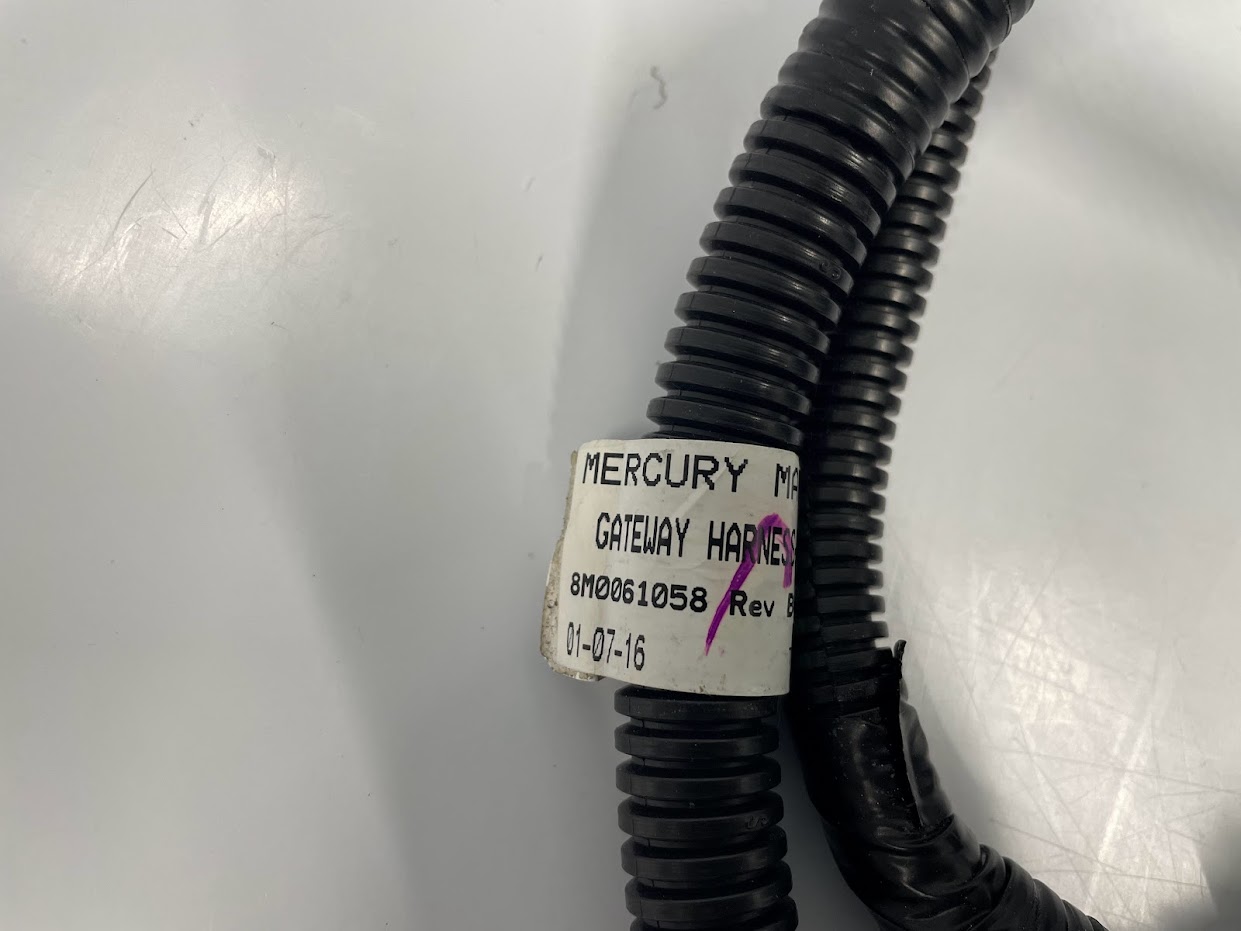 MERCURY MA
GATEWAY HARNESS
8M0061058 Rev B
01-07-16